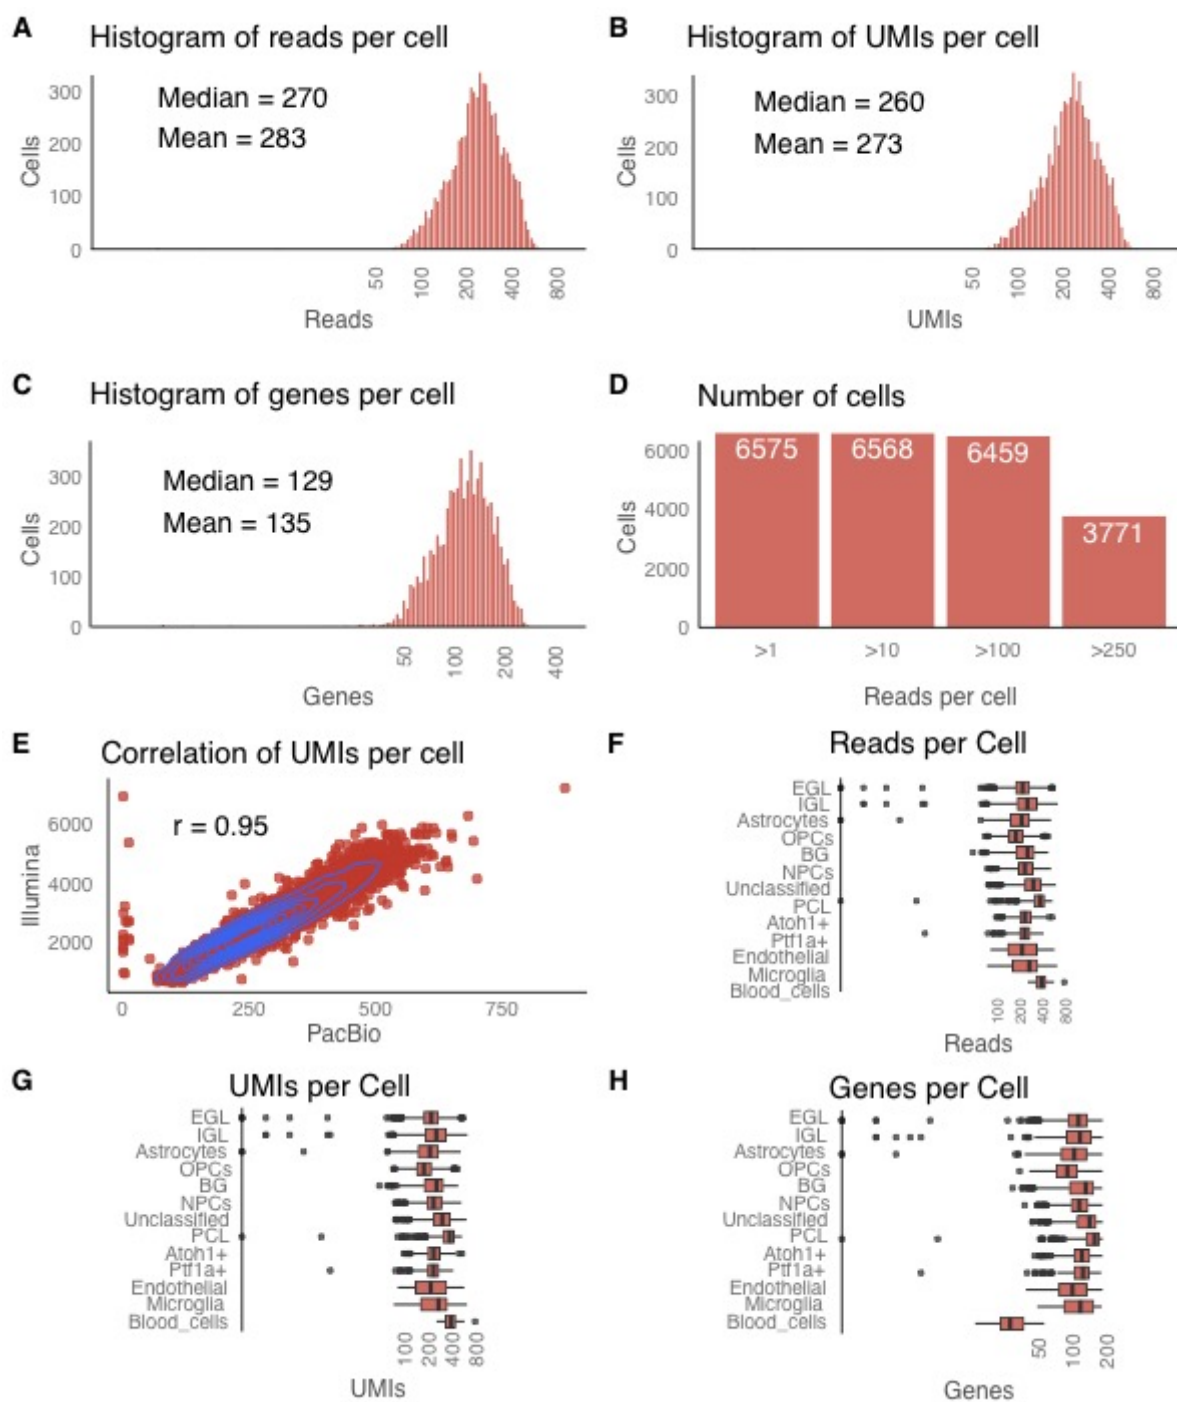 A
Histogram of reads per cell
Median = 270
Mean = 283
Cells
300
200
100
0
50
100
200
400
800
Reads
B
Histogram of UMIs per cell
Median = 260
Mean = 273
Cells
300
200
100
0
50
100
200
400
800
UMIs
C
Histogram of genes per cell
Median = 129
Mean = 135
Cells
300
200
100
0
50
100
200
400
Genes
D
Number of cells
Cells
6000
4000
2000
0
6575
6568
6459
3771
>1
>10
>100
>250
Reads per cell
E
Correlation of UMIs per cell
r = 0.95
Illumina
6000
4000
2000
0
250
500
750
PacBio
F
Reads per Cell
EGL
IGL
Astrocytes
OPCs
BG
NPCs
Unclassified
PCL
Atoh1+
Ptf1a+
Endothelial
Microglia
Blood_cells
100
200
400
800
Reads
G
UMIs per Cell
EGL
IGL
Astrocytes
OPCs
BG
NPCs
Unclassified
PCL
Atoh1+
Ptf1a+
Endothelial
Microglia
Blood_cells
100
200
400
800
UMIs
H
Genes per Cell
EGL
IGL
Astrocytes
OPCs
BG
NPCs
Unclassified
PCL
Atoh1+
Ptf1a+
Endothelial
Microglia
Blood_cells
50
100
200
Genes